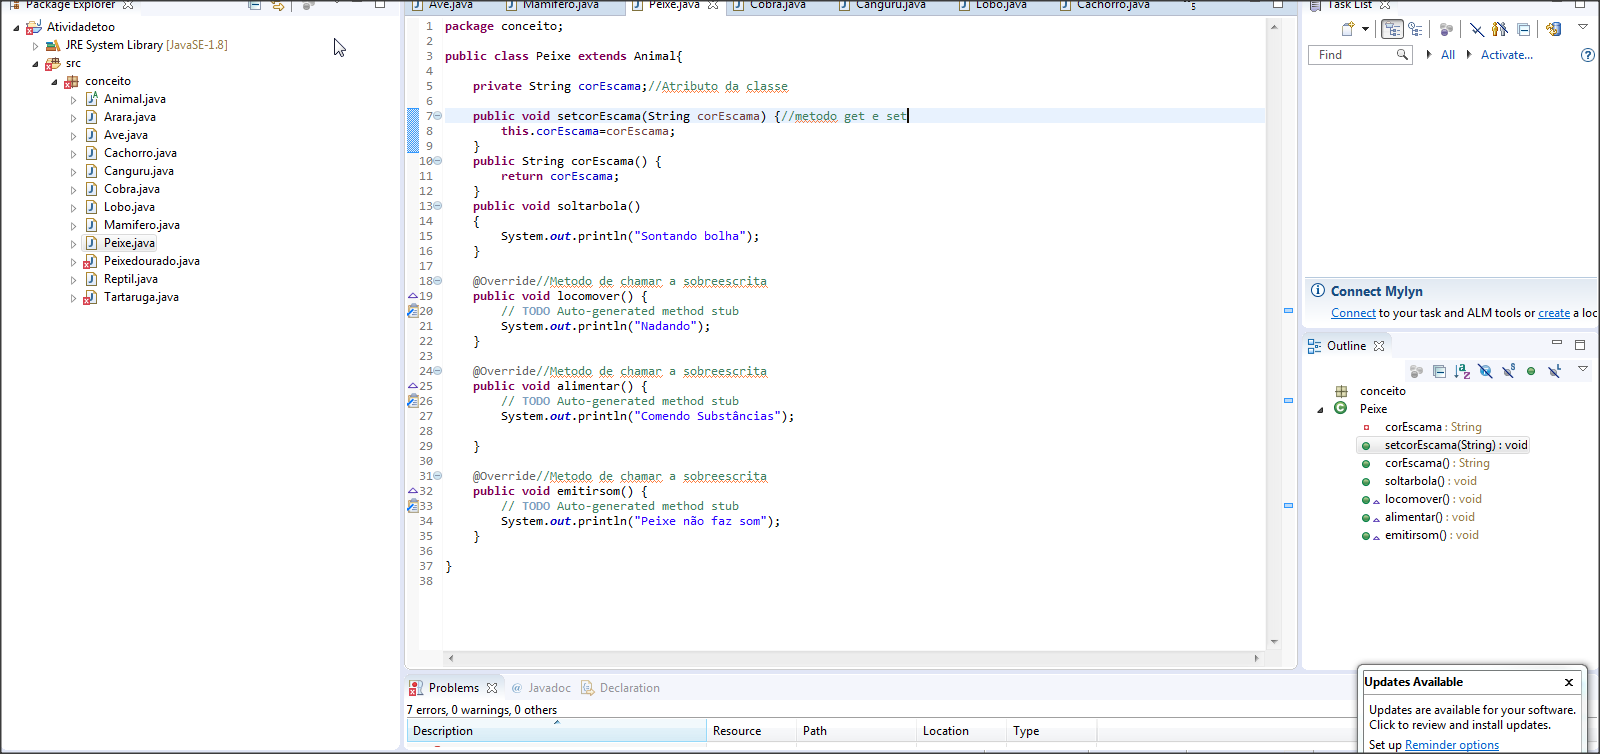 Package Explorer
Atividadetoo
JRE System Library [JavaSE-1.8]
src
conceito
Animal.java
Arara.java
Ave.java
Cachorro.java
Canguru.java
Cobra.java
Lobo.java
Mamifero.java
Peixe.java
Peixedourado.java
Reptil.java
Tartaruga.java
Ave.java
Mamifero.java
Peixe.java
Cobra.java
Canguru.java
Lobo.java
Cachorro.java
1 package conceito;
2
3 public class Peixe extends Animal{
4
5 private String corEscama;//Atributo da classe
6
7 public void setcorEscama(String corEscama) {//metodo get e set
8 this.corEscama=corEscama;
9 }
10 public String corEscama() {
11 return corEscama;
12 }
13 public void soltarbola()
14 {
15 System.out.println("Sontando bolha");
16 }
17
18 @Override//Metodo de chamar a sobreescrita
19 public void locomover() {
20 // TODO Auto-generated method stub
21 System.out.println("Nadando");
22 }
23
24 @Override//Metodo de chamar a sobreescrita
25 public void alimentar() {
26 // TODO Auto-generated method stub
27 System.out.println("Comendo Substâncias");
28
29 }
30
31 @Override//Metodo de chamar a sobreescrita
32 public void emitirsom() {
33 // TODO Auto-generated method stub
34 System.out.println("Peixe não faz som");
35 }
36
37 }
38
Problems
@ Javadoc
Declaration
7 errors, 0 warnings, 0 others
Description Resource Path Location Type
Task List
Find
All
Activate...
Connect Mylyn
Connect to your task and ALM tools or create a loc
Outline
conceito
Peixe
corEscama : String
setcorEscama(String) : void
corEscama() : String
soltarbola() : void
locomover() : void
alimentar() : void
emitirsom() : void
Updates Available
Updates are available for your software.
Click to review and install updates.
Set up Reminder options